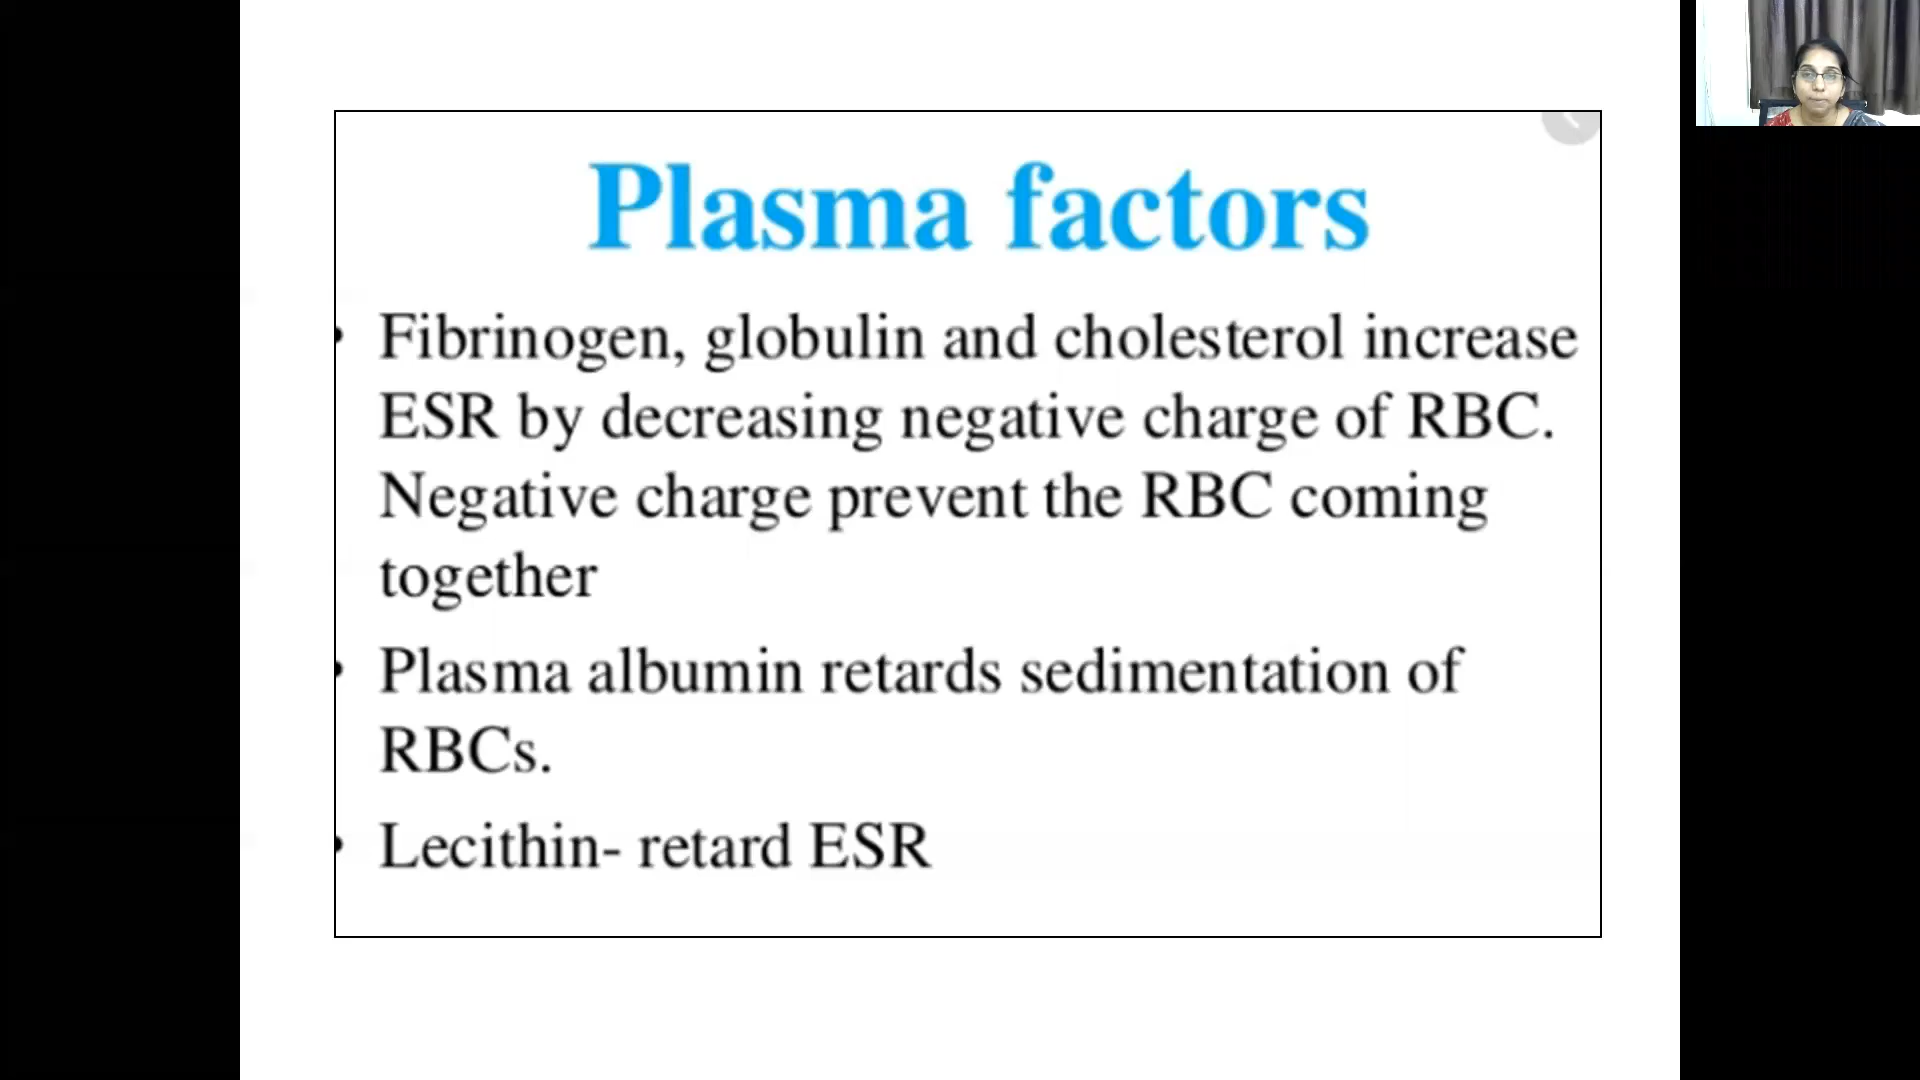 Plasma factors
• Fibrinogen, globulin and cholesterol increase
ESR by decreasing negative charge of RBC.
Negative charge prevent the RBC coming
together
• Plasma albumin retards sedimentation of
RBCs.
• Lecithin- retard ESR